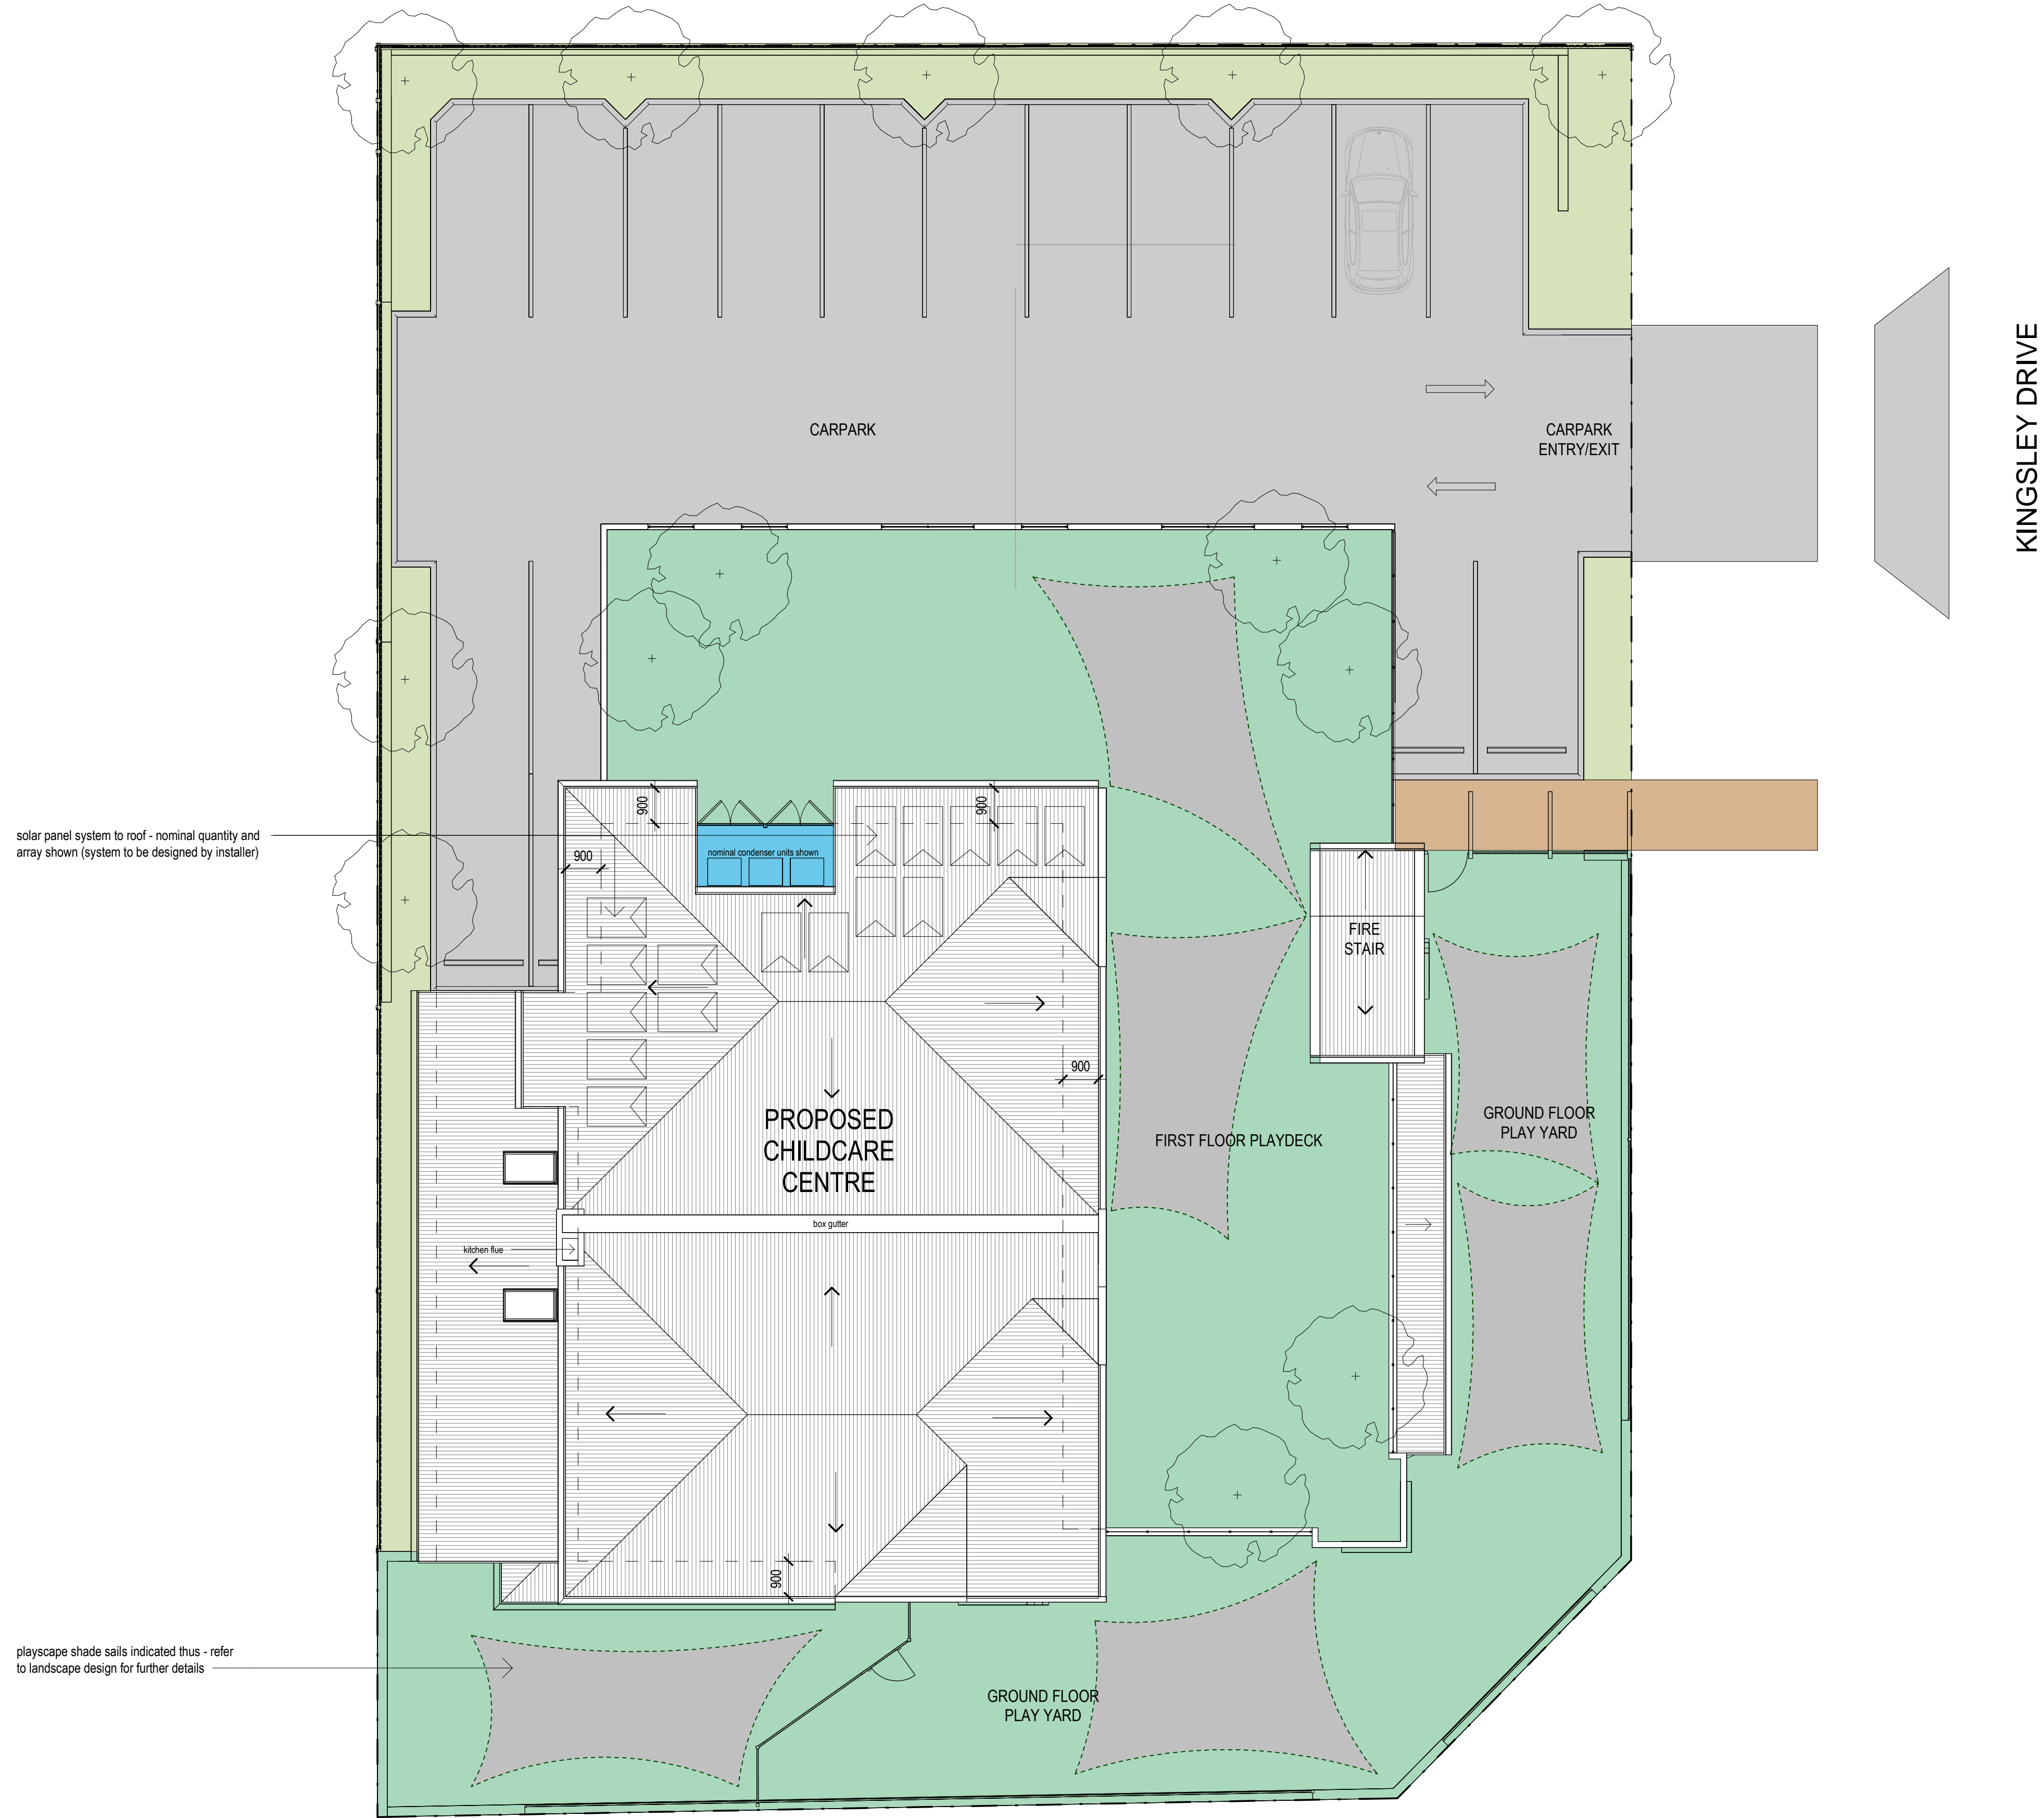 KINGSLEY DRIVE
CARPARK
CARPARK
ENTRY/EXIT
solar panel system to roof - nominal quantity and
array shown (system to be designed by installer)
900
900
900
nominal condenser units shown
FIRE
STAIR
900
PROPOSED
CHILDCARE
CENTRE
FIRST FLOOR PLAYDECK
GROUND FLOOR
PLAY YARD
box gutter
kitchen flue
900
playscape shade sails indicated thus - refer
to landscape design for further details
GROUND FLOOR
PLAY YARD